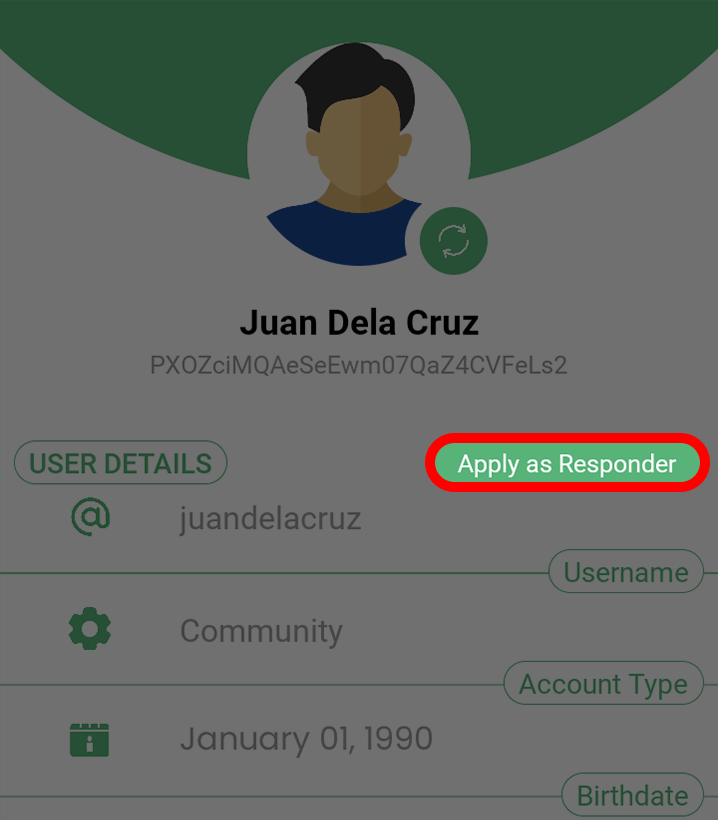 Juan Dela Cruz
PXOZciMQAeSeEwm07QaZ4CVFeLs2
USER DETAILS
Apply as Responder
juandelacruz
Username
Community
Account Type
January 01, 1990
Birthdate